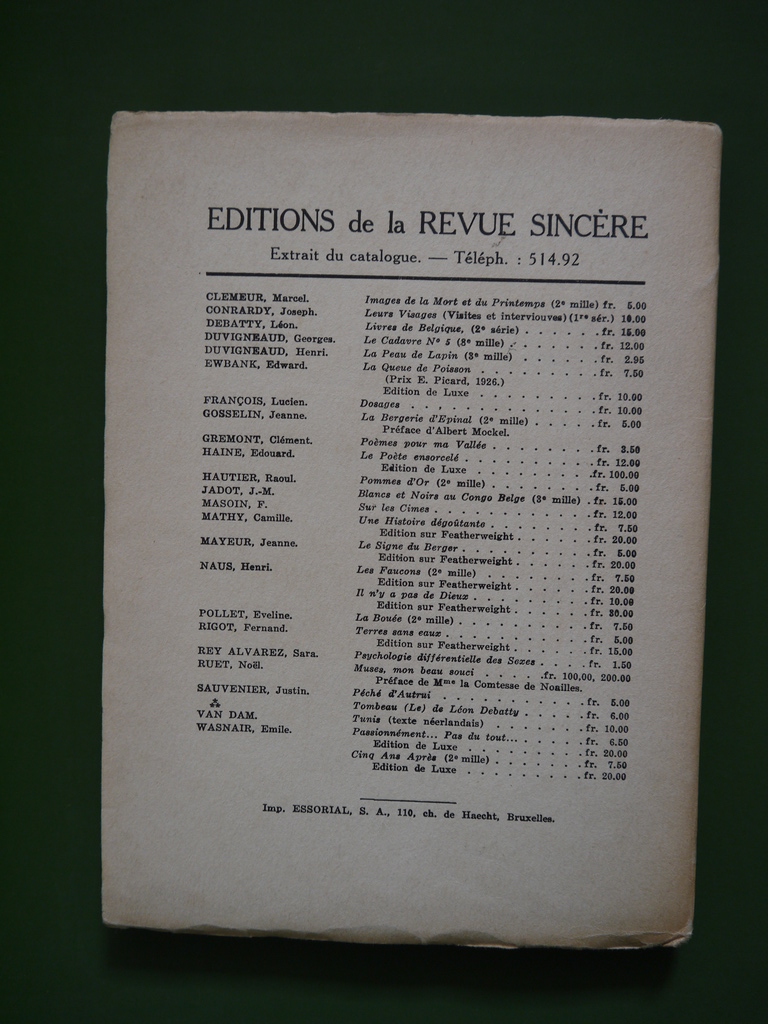 EDITIONS de la REVUE SINCÈRE
Extrait du catalogue. — Téléph. : 514.92
CLEMEUR, Marcel. Images de la Mort et du Printemps (2e mille) fr. 5.00
CONRARDY, Joseph. Leurs Visages (Visites et interviouves) (1re sér.) 10.00
DEBATTY, Léon. Livres de Belgique, (2e série) . . . . . . . fr. 15.00
DUVIGNEAUD, Georges. Le Cadavre No 5 (3e mille) . . . . . . . . fr. 12.00
DUVIGNEAUD, Henri. La Peau de Lapin (3e mille) . . . . . . . . fr. 2.95
EWBANK, Edward. La Queue de Poisson . . . . . . . . . . fr. 7.50
(Prix E. Picard, 1926.)
Edition de Luxe . . . . . . . . . . fr. 10.00
FRANÇOIS, Lucien. Dosages . . . . . . . . . . . . . fr. 10.00
GOSSELIN, Jeanne. La Bergerie d'Epinal (2e mille) . . . . . . fr. 5.00
Préface d'Albert Mockel.
GREMONT, Clément. Poèmes pour ma Vallée . . . . . . . . . fr. 3.50
HAINE, Edouard. Le Poète ensorcelé . . . . . . . . . . fr. 12.00
Edition de Luxe . . . . . . . . . fr. 100.00
HAUTIER, Raoul. Pommes d'Or (2e mille) . . . . . . . . . fr. 5.00
JADOT, J.-M. Blancs et Noirs au Congo Belge (3e mille) . fr. 15.00
MASOIN, F. Sur les Cimes . . . . . . . . . . . . fr. 12.00
MATHY, Camille. Une Histoire dégoûtante . . . . . . . . . fr. 7.50
Edition sur Featherweight . . . . . . fr. 20.00
MAYEUR, Jeanne. Le Signe du Berger . . . . . . . . . . fr. 5.00
Edition sur Featherweight . . . . . . fr. 20.00
NAUS, Henri. Les Faucons (2e mille) . . . . . . . . . fr. 7.50
Edition sur Featherweight . . . . . . fr. 20.00
Il n'y a pas de Dieux . . . . . . . . . fr. 10.00
Edition sur Featherweight . . . . . . fr. 30.00
POLLET, Eveline. La Bouée (2e mille) . . . . . . . . . . fr. 7.50
RIGOT, Fernand. Terres sans eaux . . . . . . . . . . . fr. 5.00
Edition sur Featherweight . . . . . . fr. 15.00
REY ALVAREZ, Sara. Psychologie différentielle des Sexes . . . . fr. 1.50
RUET, Noël. Muses, mon beau souci . . . . . fr. 100,00, 200.00
Préface de Mme la Comtesse de Noailles.
SAUVENIER, Justin. Péché d'Autrui . . . . . . . . . . . . fr. 5.00
⁂ Tombeau (Le) de Léon Debatty . . . . . . fr. 6.00
VAN DAM. Tunis (texte néerlandais) . . . . . . . . fr. 10.00
WASNAIR, Emile. Passionnément... Pas du tout... . . . . . . fr. 6.50
Edition de Luxe . . . . . . . . . . fr. 20.00
Cinq Ans Après (2e mille) . . . . . . . . fr. 7.50
Edition de Luxe . . . . . . . . . . fr. 20.00
Imp. ESSORIAL, S. A., 110, ch. de Haecht, Bruxelles.